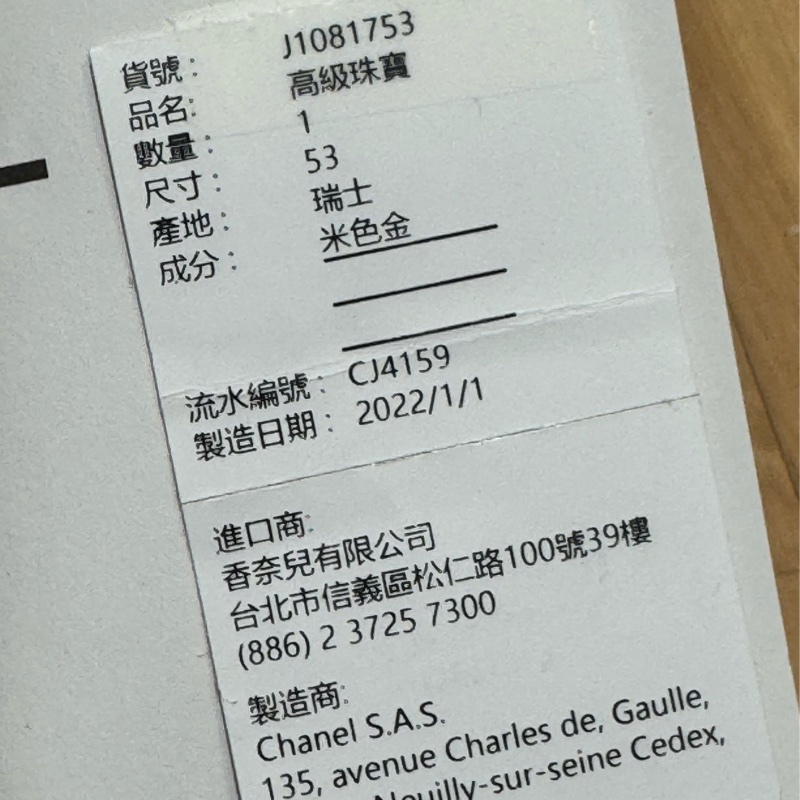 貨號： J1081753
品名： 高級珠寶
數量： 1
尺寸： 53
產地： 瑞士
成分： 米色金
流水編號： CJ4159
製造日期： 2022/1/1
進口商:
香奈兒有限公司
台北市信義區松仁路100號39樓
(886) 2 3725 7300
製造商:
Chanel S.A.S.
135, avenue Charles de, Gaulle,
Neuilly-sur-seine Cedex,